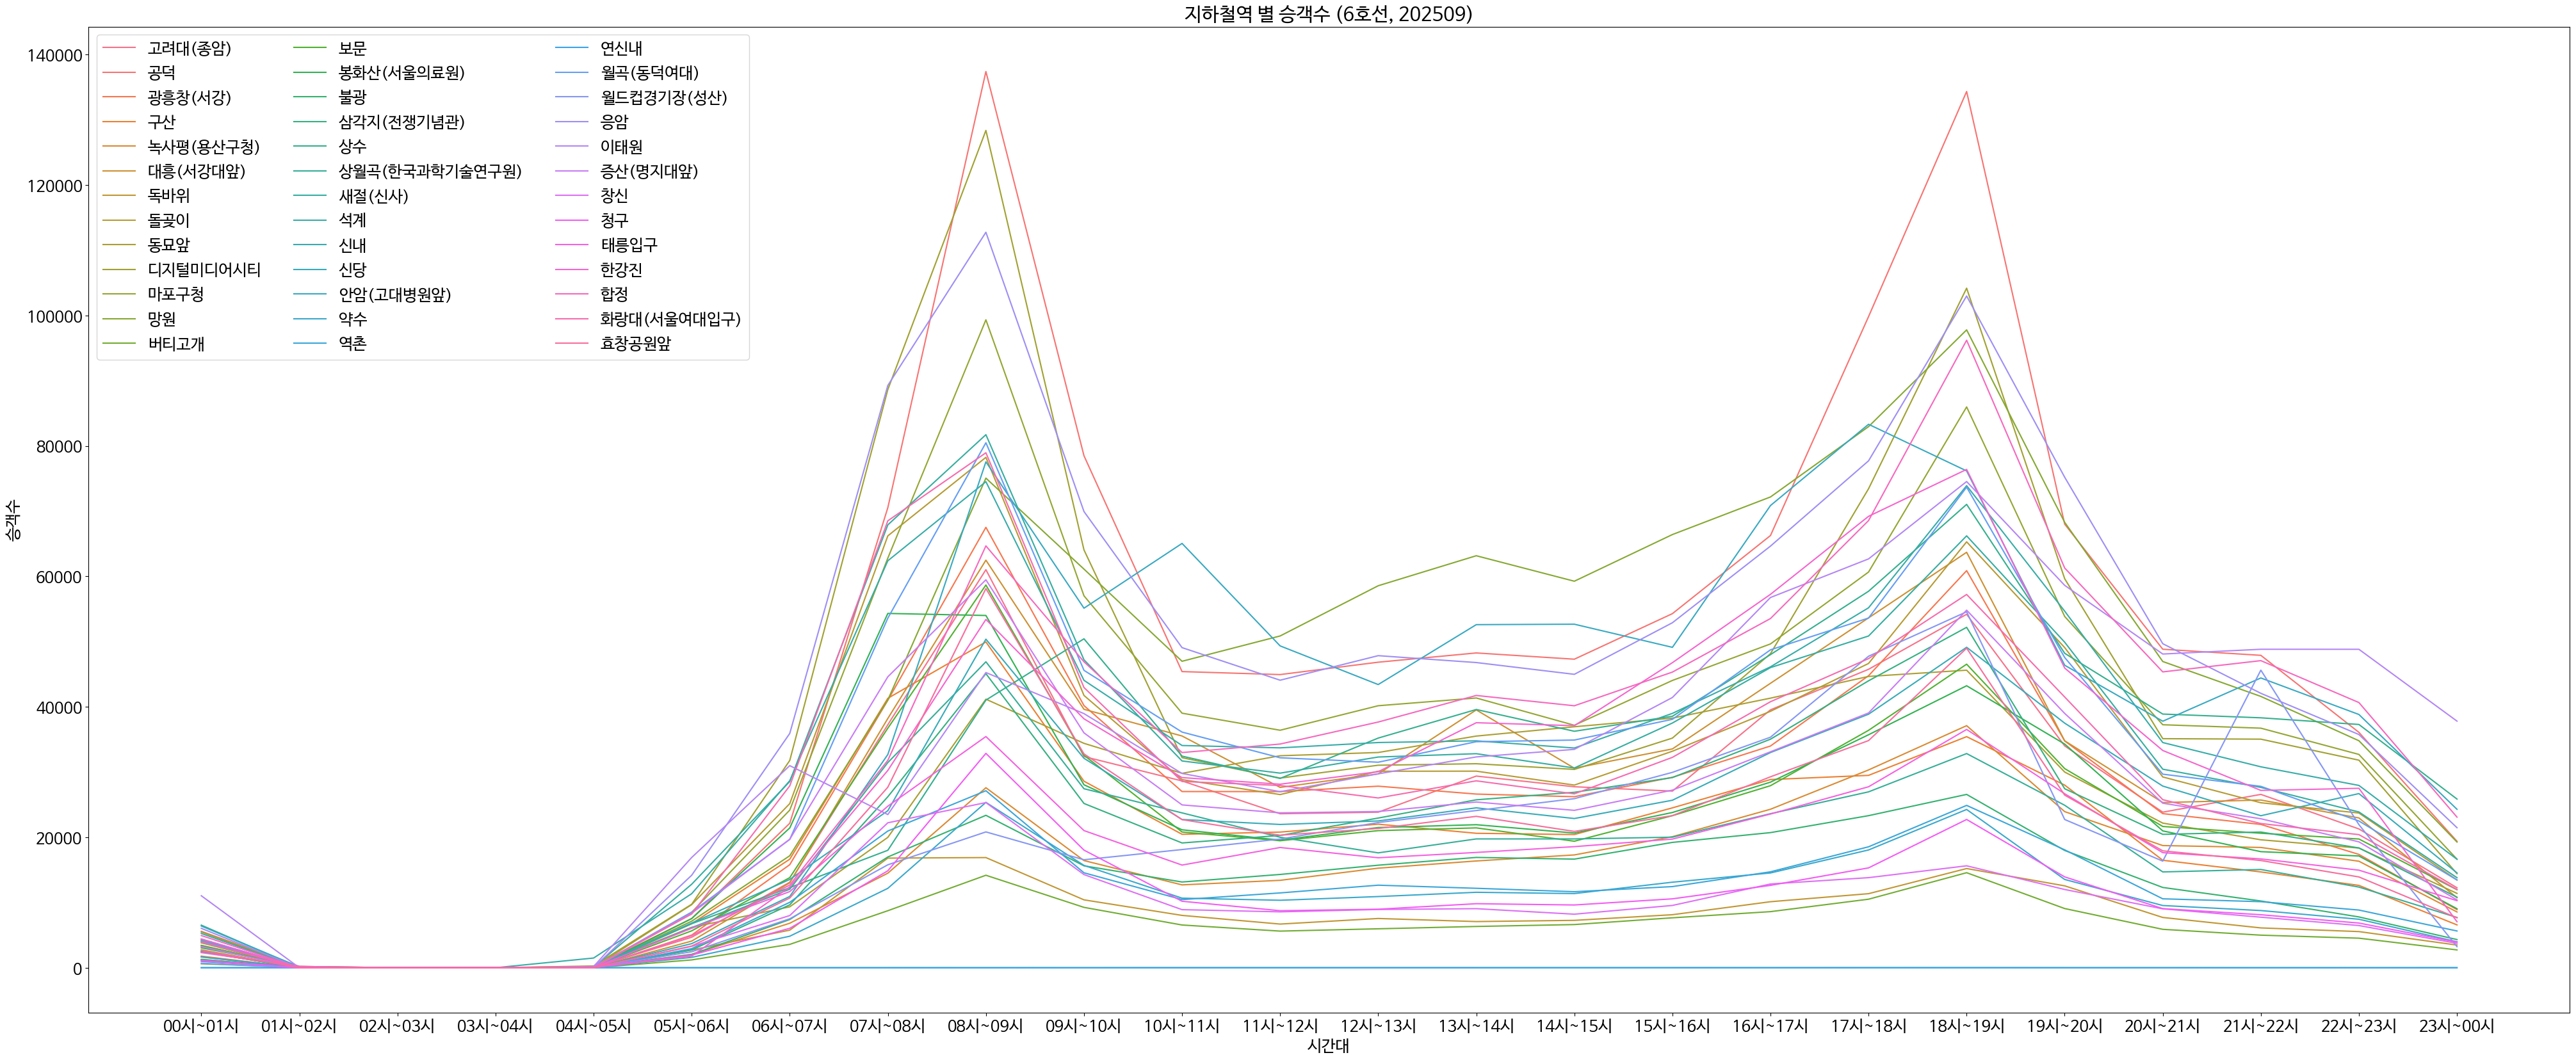 지하철역 별 승객수 (6호선, 202509)
고려대(종암)
공덕
광흥창(서강)
구산
녹사평(용산구청)
대흥(서강대앞)
독바위
돌곶이
동묘앞
디지털미디어시티
마포구청
망원
버티고개
보문
봉화산(서울의료원)
불광
삼각지(전쟁기념관)
상수
상월곡(한국과학기술연구원)
새절(신사)
석계
신내
신당
안암(고대병원앞)
약수
역촌
연신내
월곡(동덕여대)
월드컵경기장(성산)
응암
이태원
증산(명지대앞)
창신
청구
태릉입구
한강진
합정
화랑대(서울여대입구)
효창공원앞
승객수
140000
120000
100000
80000
60000
40000
20000
0
00시~01시 01시~02시 02시~03시 03시~04시 04시~05시 05시~06시 06시~07시 07시~08시 08시~09시 09시~10시 10시~11시 11시~12시 12시~13시 13시~14시 14시~15시 15시~16시 16시~17시 17시~18시 18시~19시 19시~20시 20시~21시 21시~22시 22시~23시 23시~00시
시간대